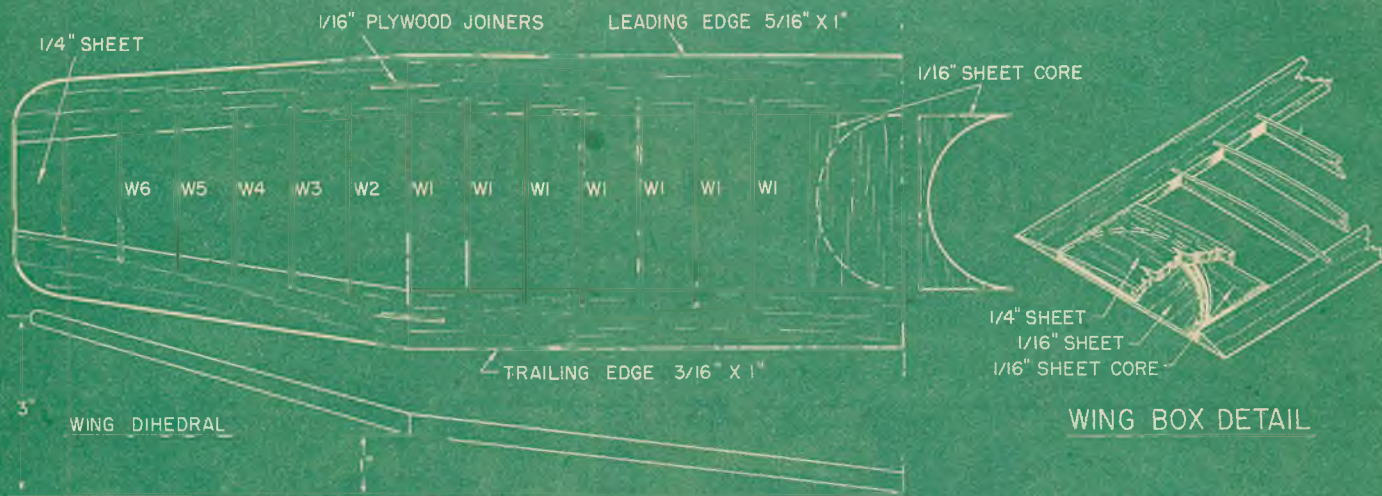 1/16" PLYWOOD JOINERS
LEADING EDGE 5/16" X 1"
1/4" SHEET
1/16" SHEET CORE
W6 W5 W4 W3 W2 W1 W1 W1 W1 W1 W1 W1
1/4" SHEET
1/16" SHEET
1/16" SHEET CORE
TRAILING EDGE 3/16" X 1"
3"
WING DIHEDRAL
1"
WING BOX DETAIL